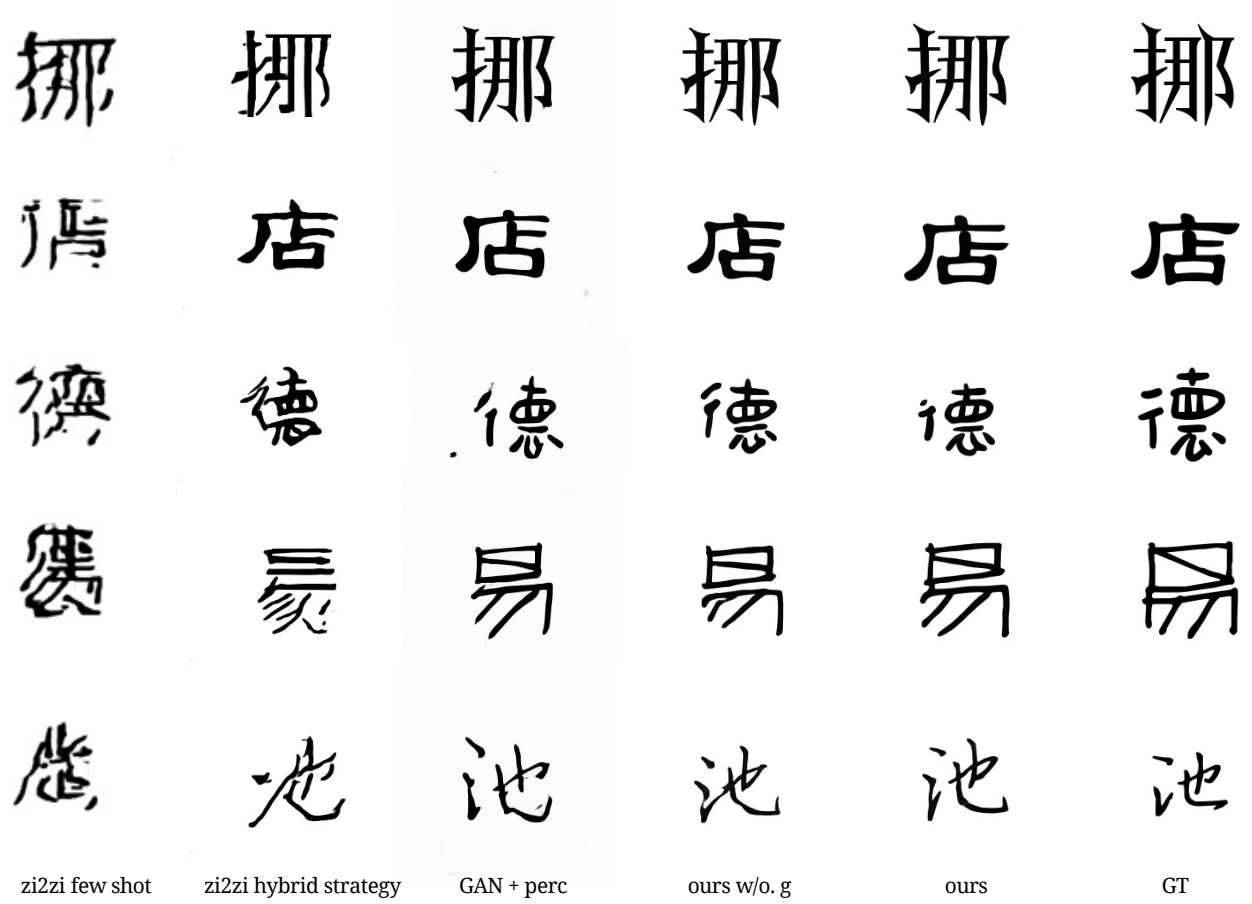 挪 挪 挪 挪 挪
店 店 店 店 店
德 德 德 德 德
易 易 易 易
池 池 池 池
zi2zi few shot zi2zi hybrid strategy GAN + perc ours w/o. g ours GT